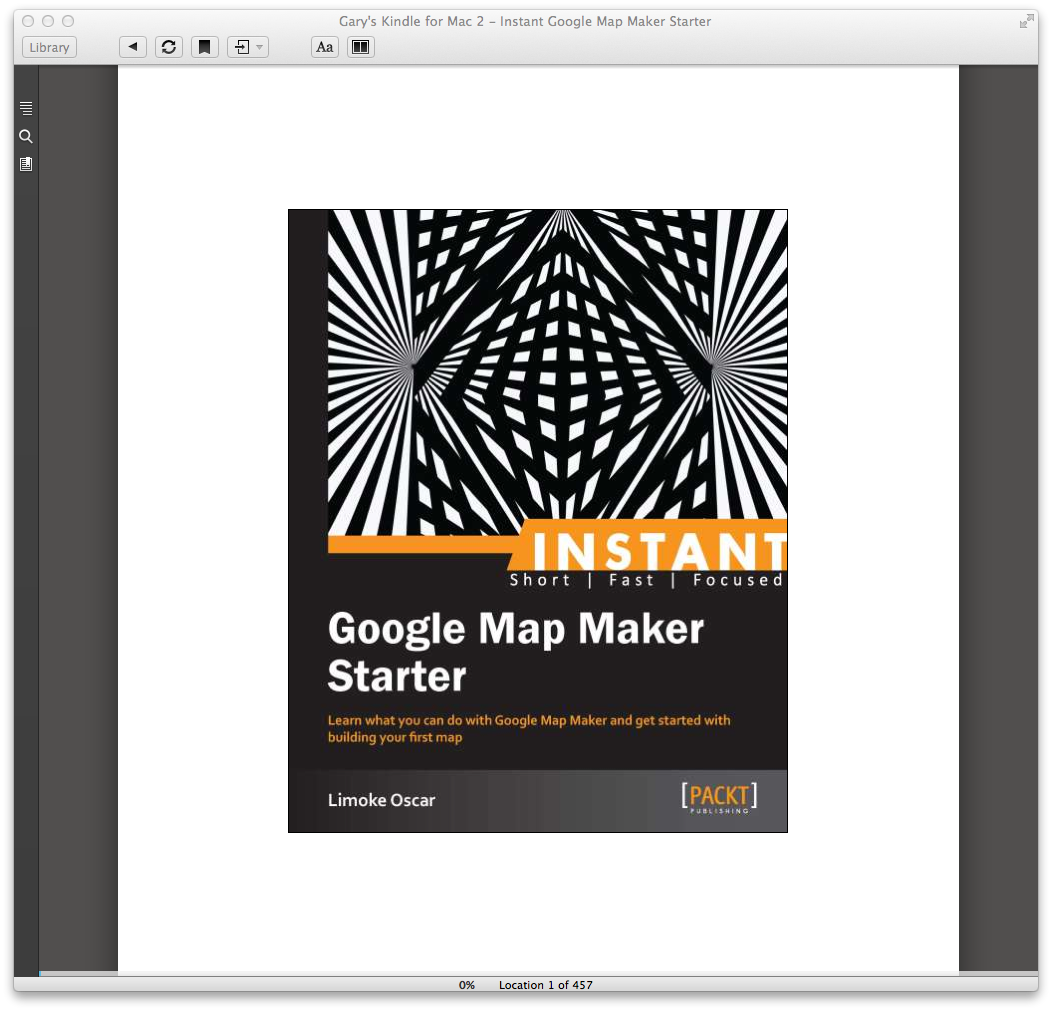 Gary's Kindle for Mac 2 – Instant Google Map Maker Starter
Library
Aa
INSTANT
Short | Fast | Focused
Google Map Maker
Starter
Learn what you can do with Google Map Maker and get started with
building your first map
Limoke Oscar
[PACKT]
PUBLISHING
0% Location 1 of 457